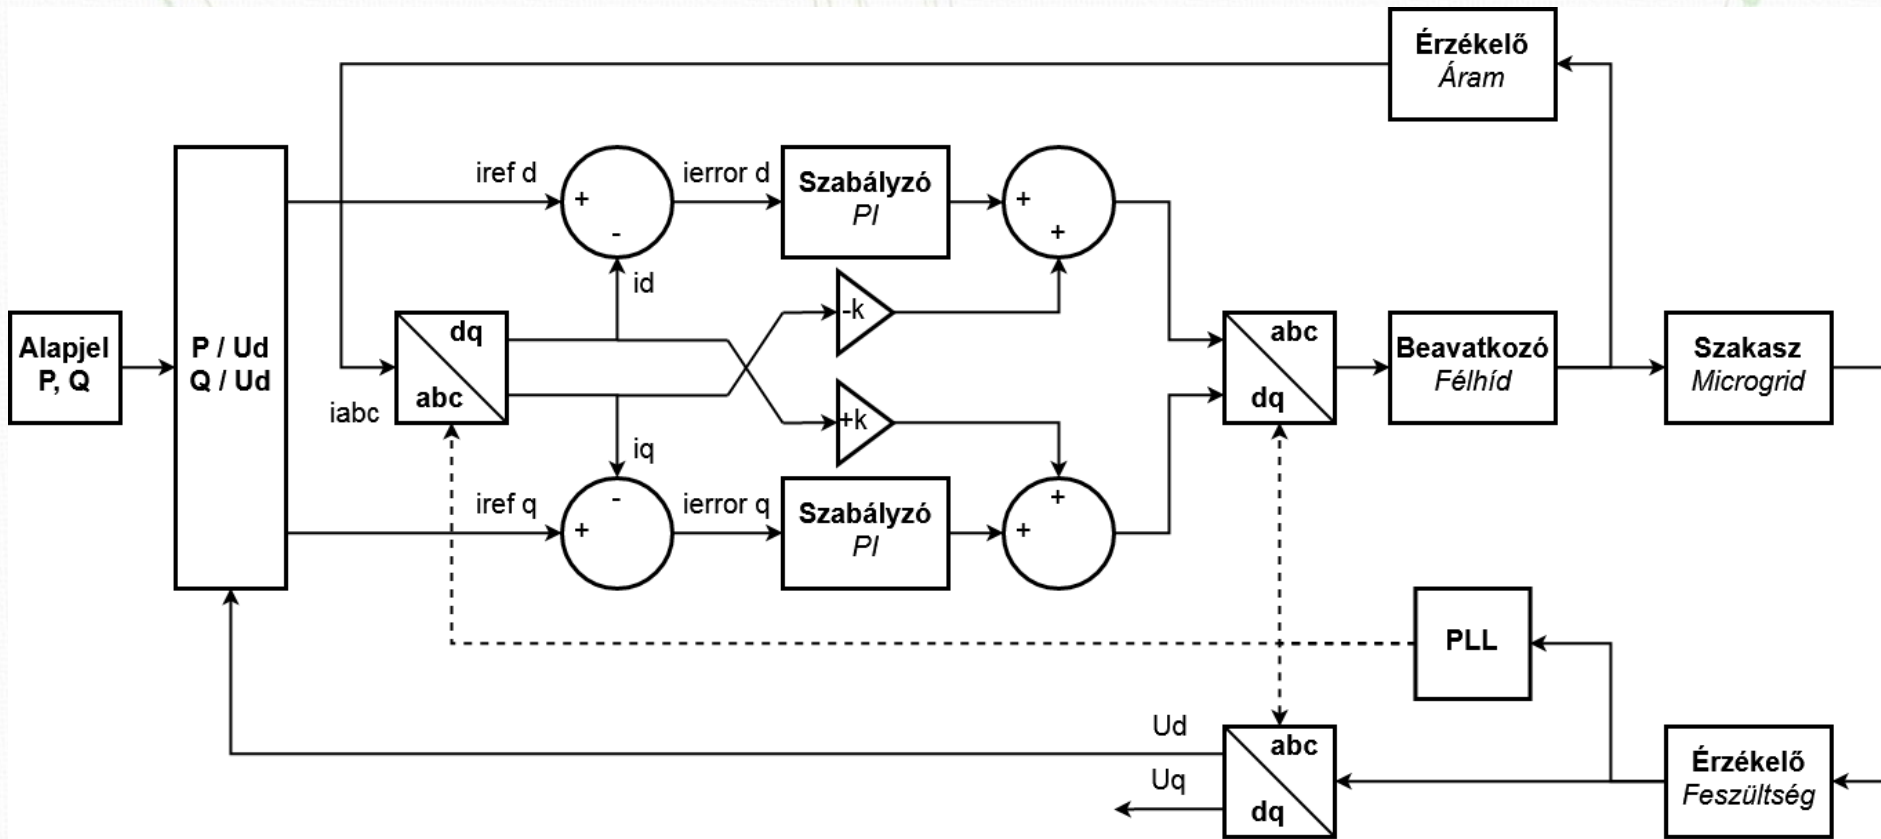 Érzékelő
Áram
iref d
+
-
ierror d
Szabályzó
PI
+
+
id
-k
Alapjel
P, Q
P / Ud
Q / Ud
dq
abc
iabc
+k
abc
dq
Beavatkozó
Félhíd
Szakasz
Microgrid
iq
iref q
-
+
ierror q
Szabályzó
PI
+
+
PLL
Ud
Uq
abc
dq
Érzékelő
Feszültség